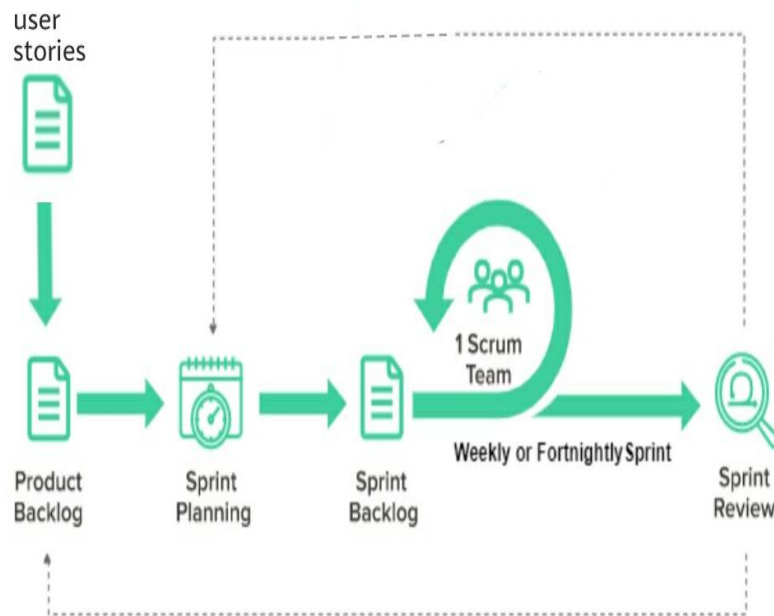 user
stories
1 Scrum
Team
Weekly or Fortnightly Sprint
Product
Backlog
Sprint
Planning
Sprint
Backlog
Sprint
Review